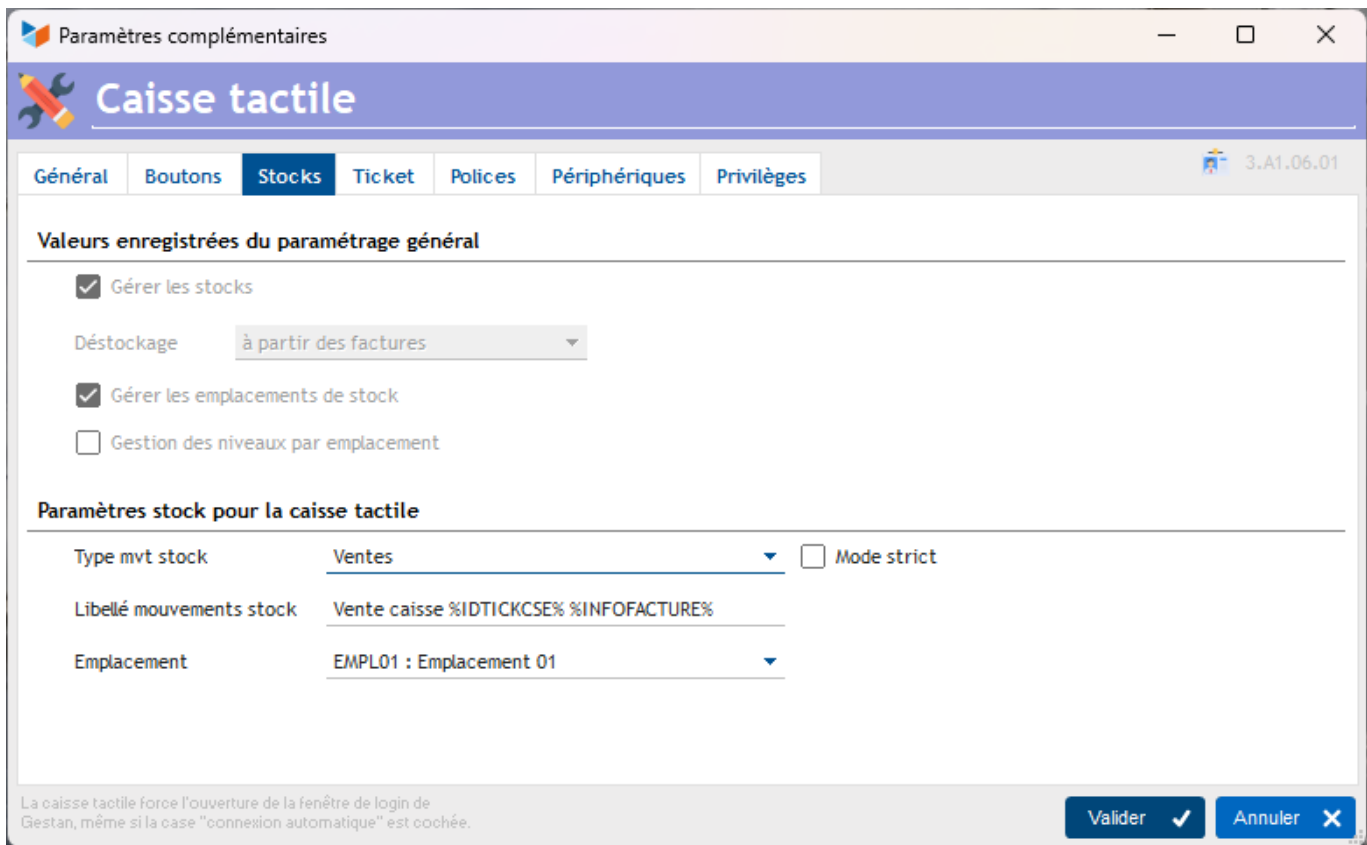 Paramètres complémentaires
Caisse tactile
Général Boutons Stocks Ticket Polices Périphériques Privilèges 3.A1.06.01
Valeurs enregistrées du paramétrage général
Gérer les stocks
Déstockage à partir des factures
Gérer les emplacements de stock
Gestion des niveaux par emplacement
Paramètres stock pour la caisse tactile
Type mvt stock Ventes Mode strict
Libellé mouvements stock Vente caisse %IDTICKCSE% %INFOFACTURE%
Emplacement EMPL01 : Emplacement 01
La caisse tactile force l'ouverture de la fenêtre de login de
Gestan, même si la case "connexion automatique" est cochée.
Valider Annuler